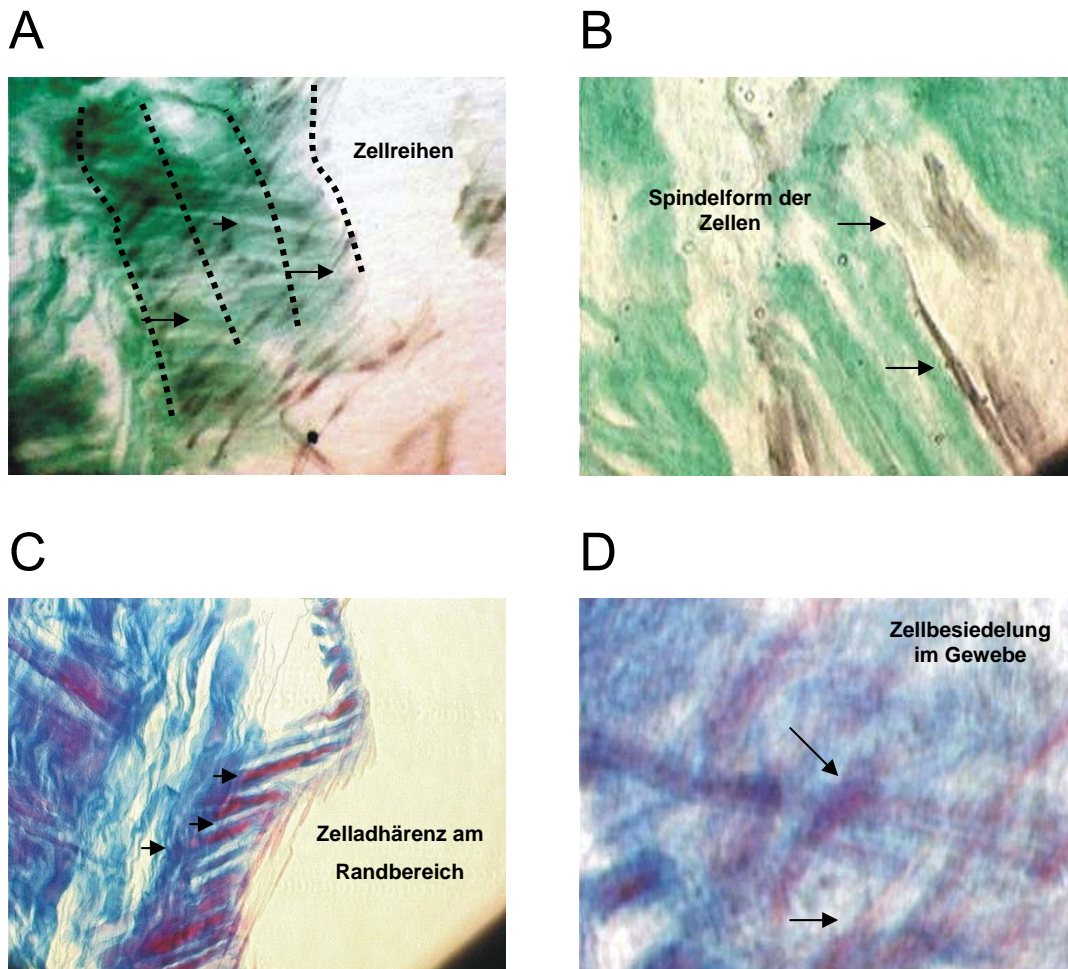 A
Zellreihen
B
Spindelform der
Zellen
C
Zelladhärenz am
Randbereich
D
Zellbesiedelung
im Gewebe